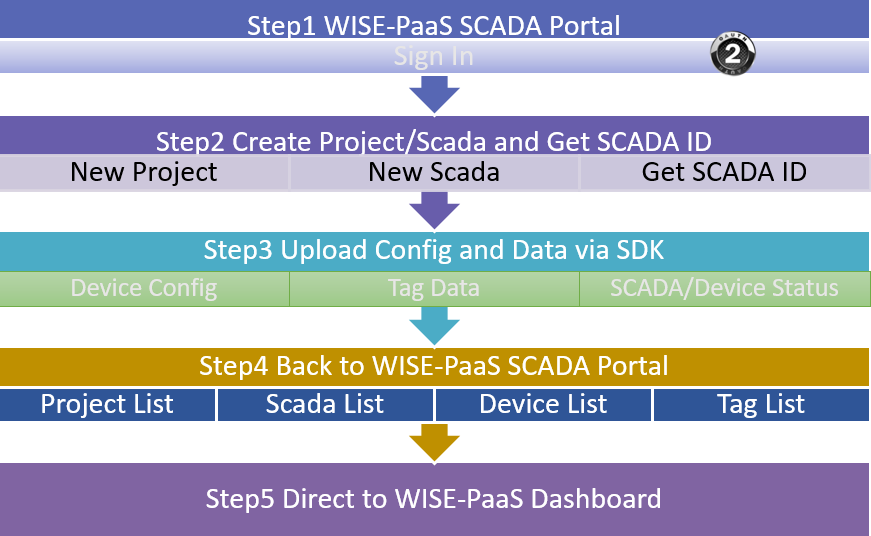 Step1 WISE-PaaS SCADA Portal
Sign In
OAUTH
2
Step2 Create Project/Scada and Get SCADA ID
New Project New Scada Get SCADA ID
Step3 Upload Config and Data via SDK
Device Config Tag Data SCADA/Device Status
Step4 Back to WISE-PaaS SCADA Portal
Project List Scada List Device List Tag List
Step5 Direct to WISE-PaaS Dashboard